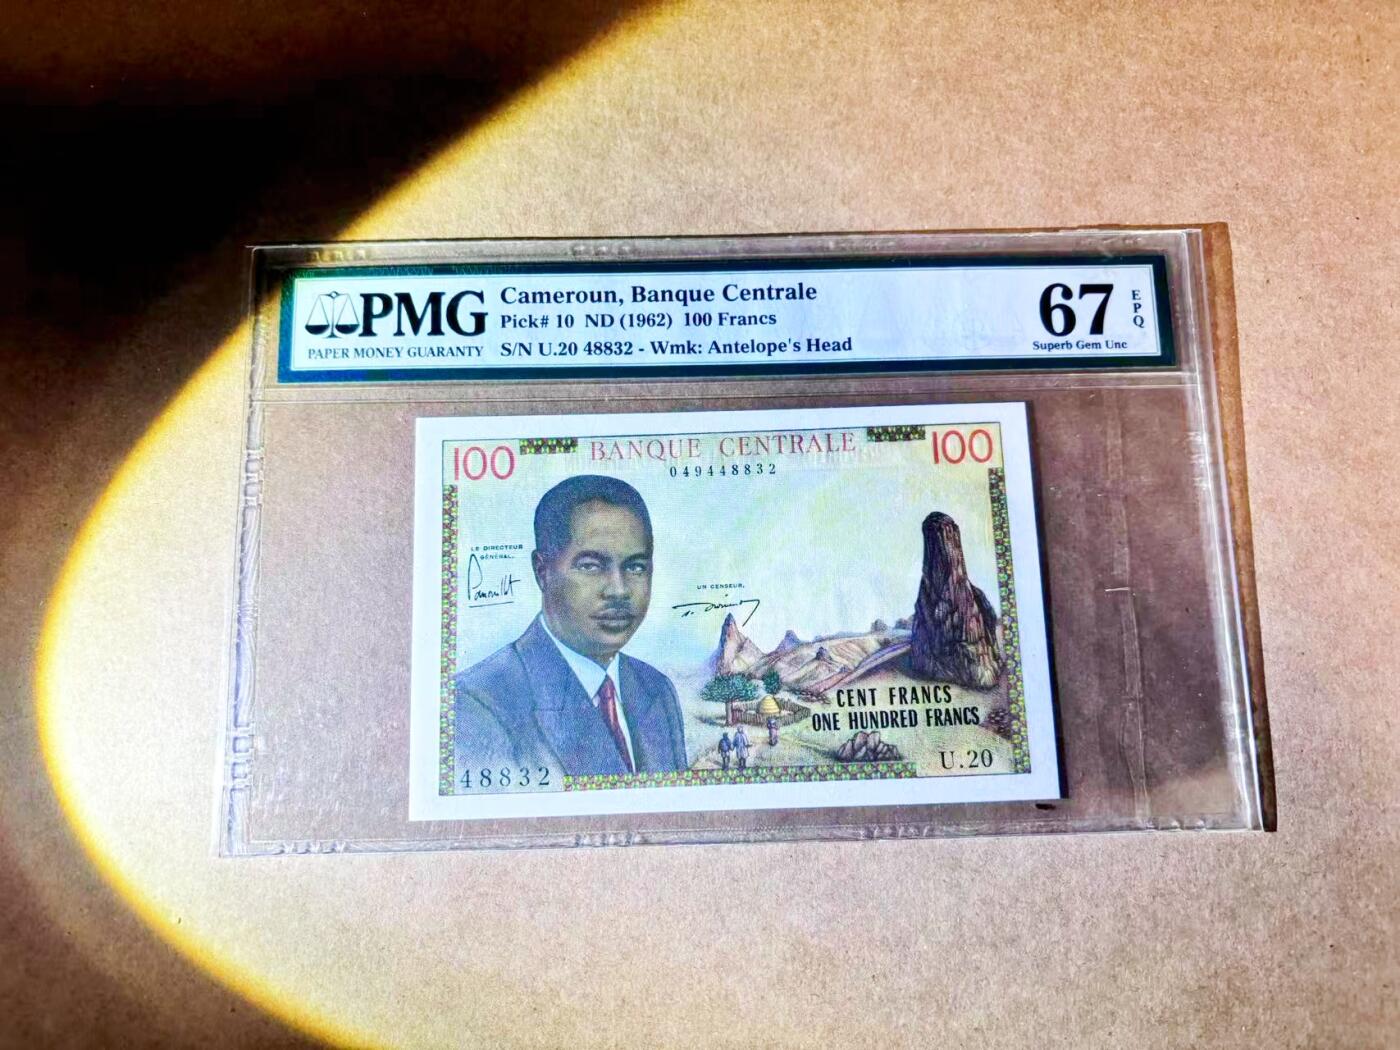 PMG
PAPER MONEY GUARANTY
Cameroun, Banque Centrale
Pick# 10 ND (1962) 100 Francs
S/N U.20 48832 - Wmk: Antelope's Head
67
EPQ
Superb Gem Unc
100
BANQUE CENTRALE
100
049448832
LE DIRECTEUR
GÉNÉRAL,
UN CENSEUR,
CENT FRANCS
ONE HUNDRED FRANCS
48832
U.20